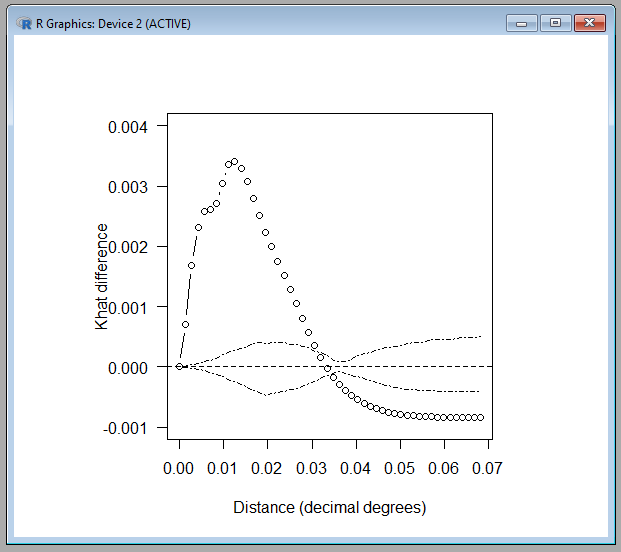 R Graphics: Device 2 (ACTIVE)
0.004
0.003
0.002
0.001
0.000
-0.001
Khat difference
0.00 0.01 0.02 0.03 0.04 0.05 0.06 0.07
Distance (decimal degrees)